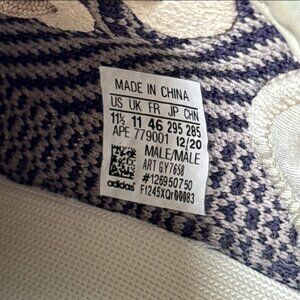 MADE IN CHINA
US UK FR JP CHN
11½ 11 46 295 285
APE 779001 12/20
MALE/MALE
ART GY7658
#126950750
adidas F1245XQr00083